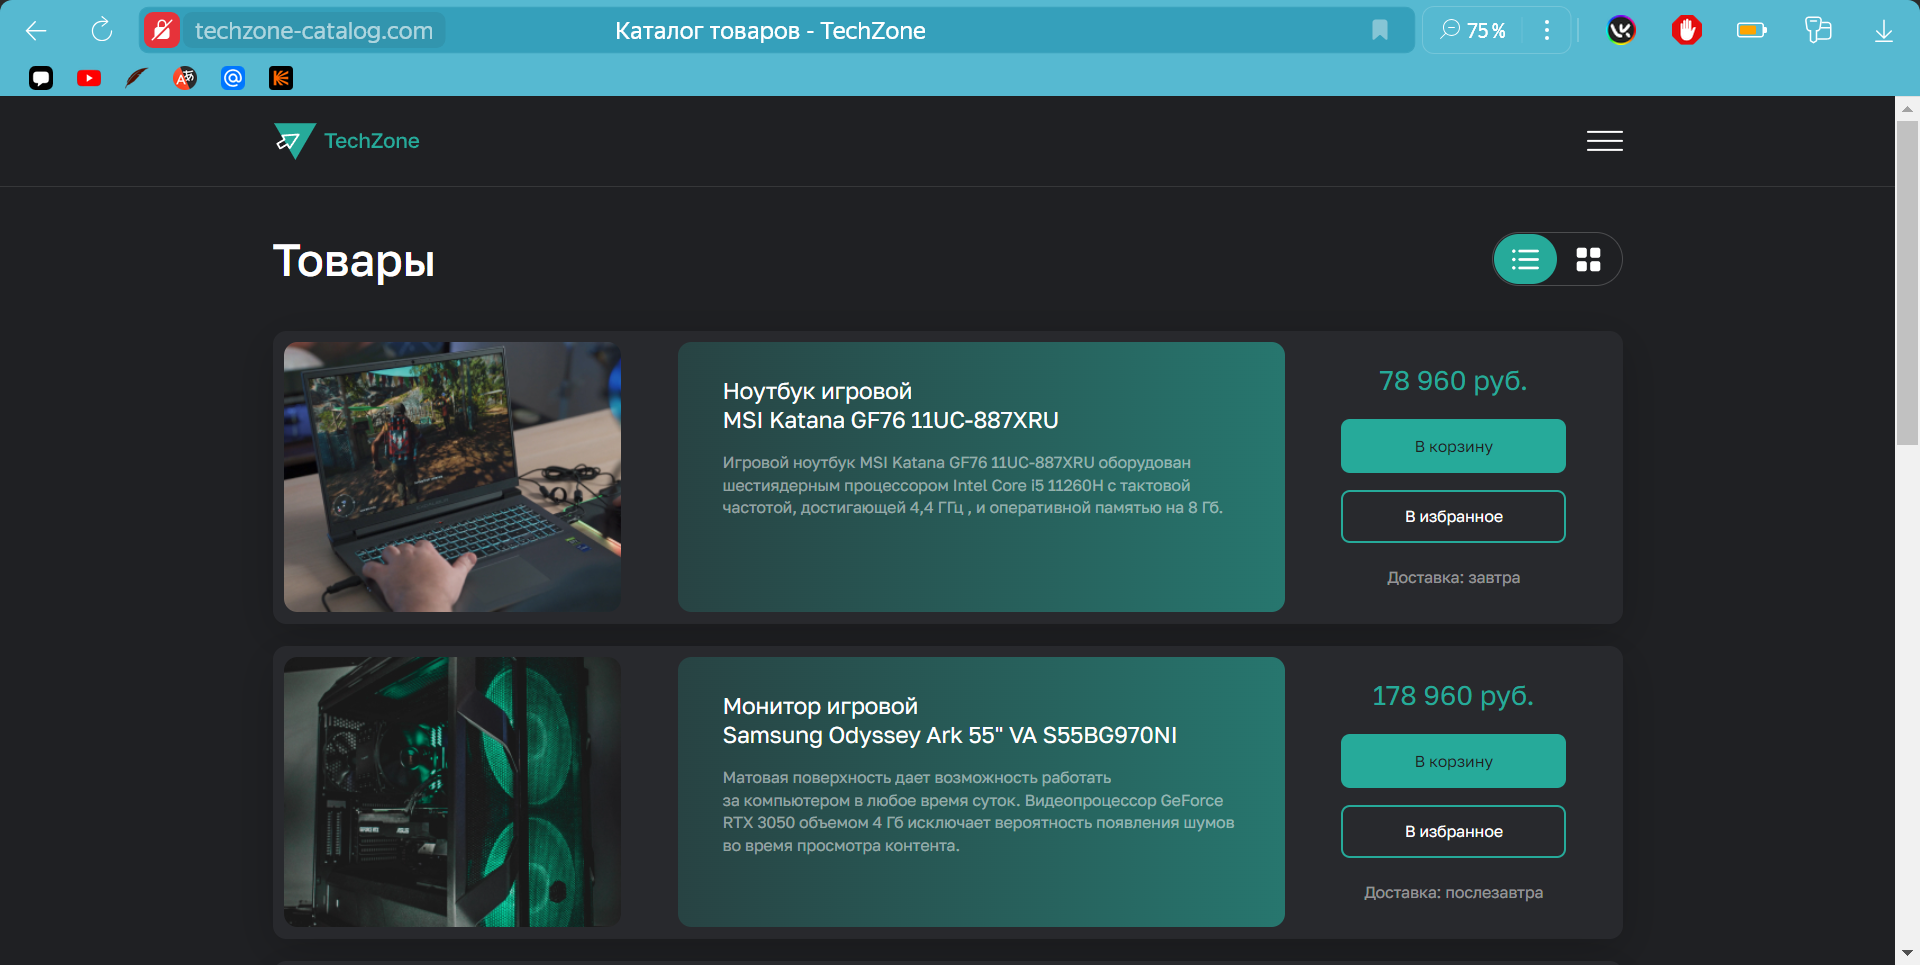 techzone-catalog.com
Каталог товаров - TechZone
75 %
TechZone
Товары
Ноутбук игровой
MSI Katana GF76 11UC-887XRU
Игровой ноутбук MSI Katana GF76 11UC-887XRU оборудован
шестиядерным процессором Intel Core i5 11260H с тактовой
частотой, достигающей 4,4 ГГц , и оперативной памятью на 8 Гб.
78 960 руб.
В корзину
В избранное
Доставка: завтра
Монитор игровой
Samsung Odyssey Ark 55" VA S55BG970NI
Матовая поверхность дает возможность работать
за компьютером в любое время суток. Видеопроцессор GeForce
RTX 3050 объемом 4 Гб исключает вероятность появления шумов
во время просмотра контента.
178 960 руб.
В корзину
В избранное
Доставка: послезавтра